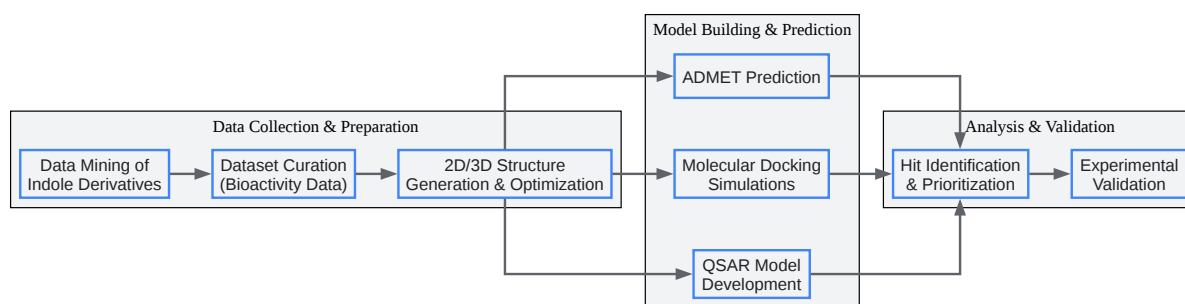 Model Building & Prediction
ADMET Prediction
Data Collection & Preparation
Analysis & Validation
Data Mining of
Indole Derivatives
Dataset Curation
(Bioactivity Data)
2D/3D Structure
Generation & Optimization
Molecular Docking
Simulations
Hit Identification
& Prioritization
Experimental
Validation
QSAR Model
Development